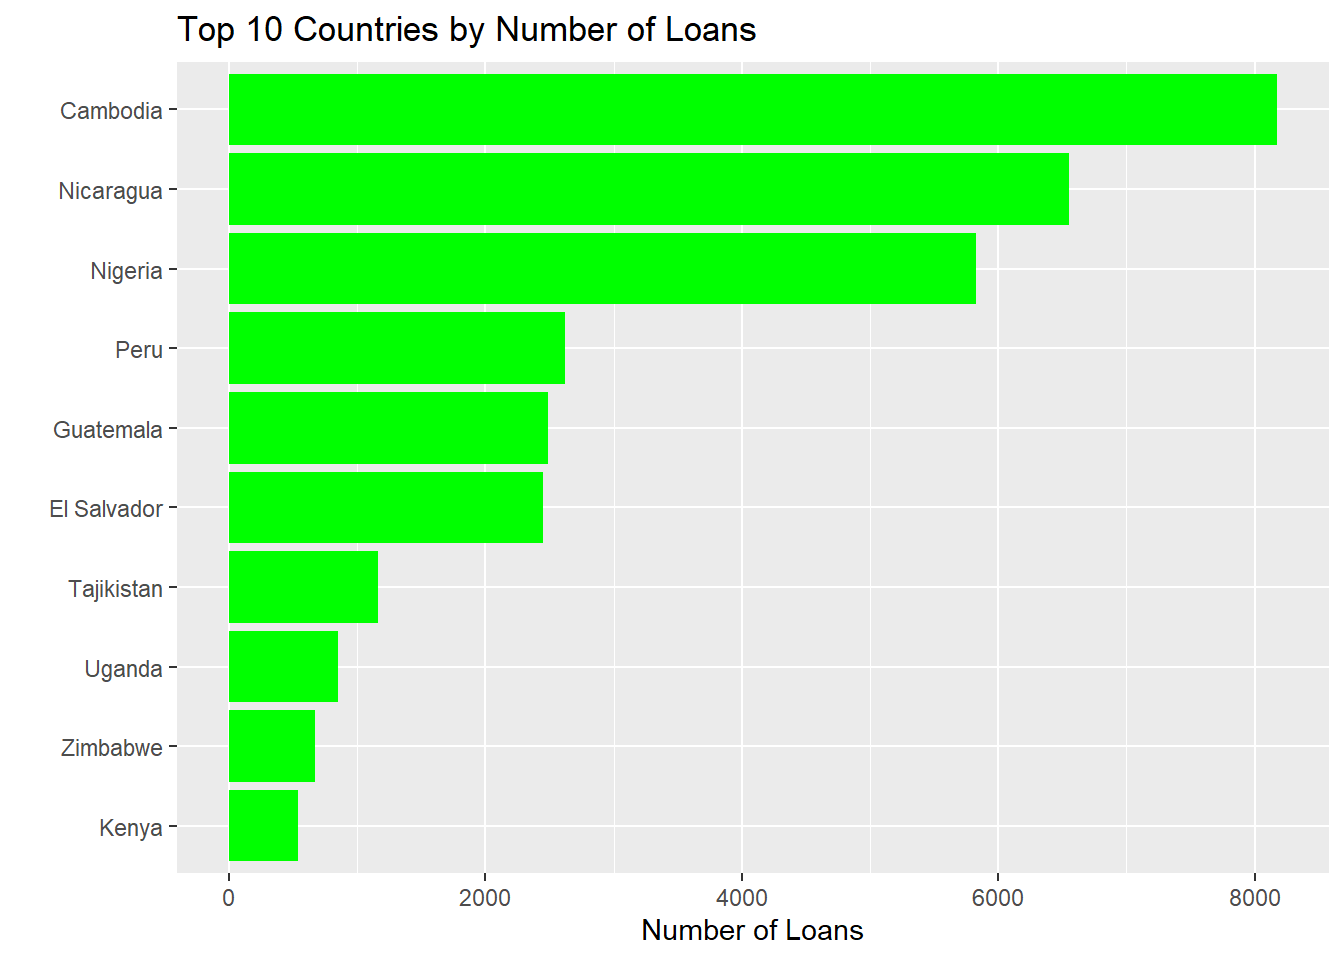 Top 10 Countries by Number of Loans
Cambodia
Nicaragua
Nigeria
Peru
Guatemala
El Salvador
Tajikistan
Uganda
Zimbabwe
Kenya
0 2000 4000 6000 8000
Number of Loans